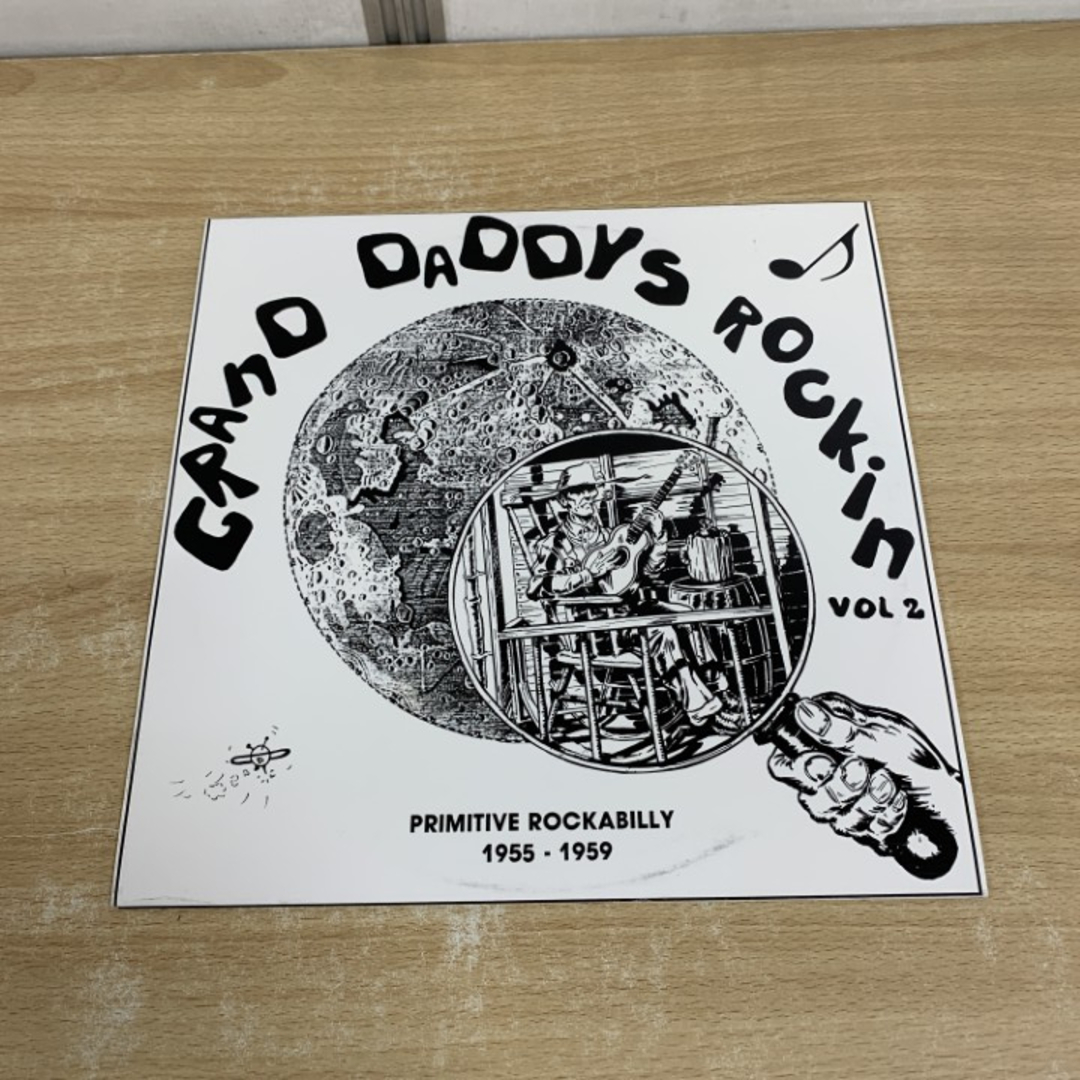 GRAnD DaDDYS ROCKin
VOL 2
PRIMITIVE ROCKABILLY
1955 - 1959